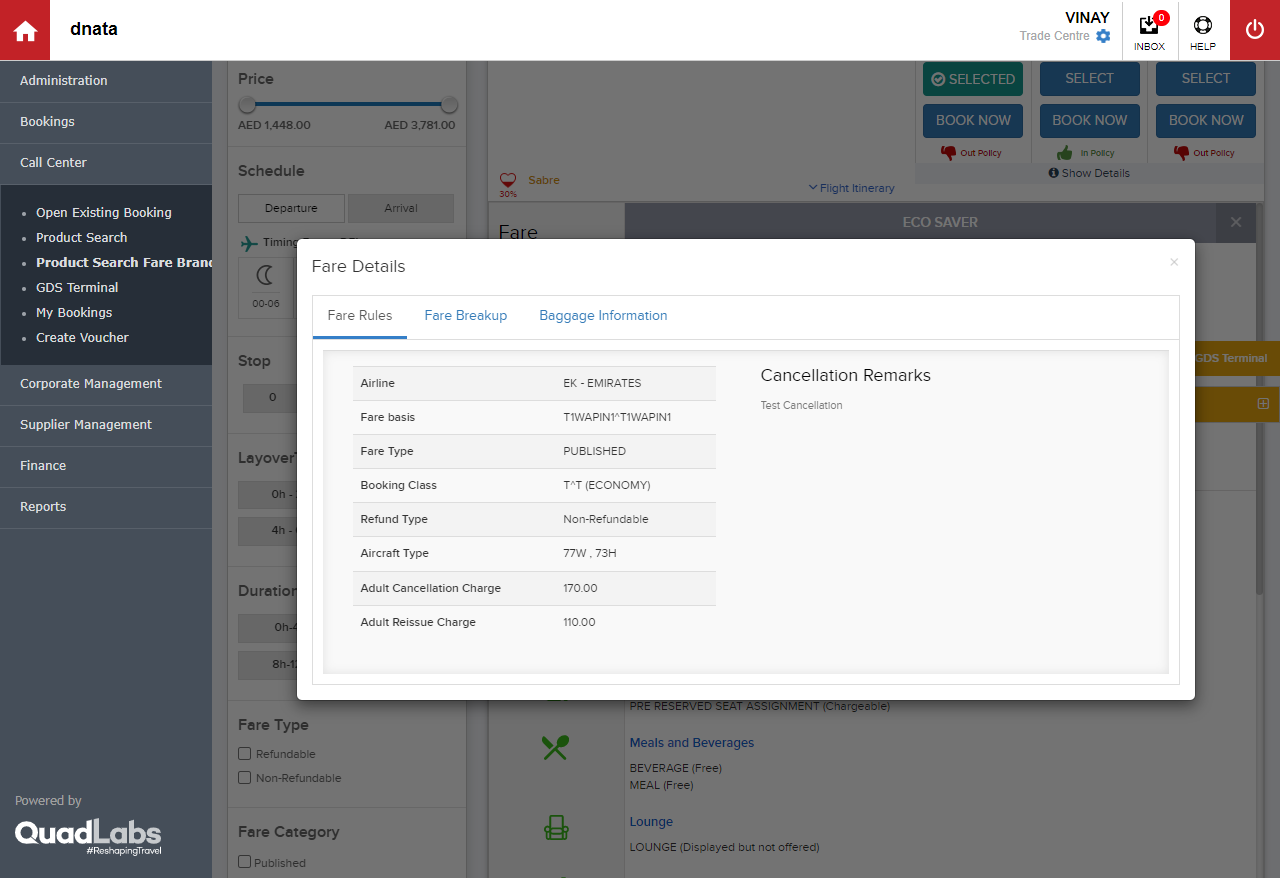 dnata
VINAY
Trade Centre
0
INBOX
HELP
Administration
Bookings
Call Center
Open Existing Booking
Product Search
Product Search Fare Bran
GDS Terminal
My Bookings
Create Voucher
Corporate Management
Supplier Management
Finance
Reports
Powered by
QuadLabs
#ReshapingTravel
Price
AED 1,448.00 AED 3,781.00
Schedule
Departure Arrival
Timing
00-06
Stop
0
Layover
0h -
4h -
Duration
0h-
8h-12
Fare Type
Refundable
Non-Refundable
Fare Category
Published
SELECTED SELECT SELECT
BOOK NOW BOOK NOW BOOK NOW
Out Policy In Policy Out Policy
Show Details
Sabre
30%
Flight Itinerary
Fare
ECO SAVER ×
Fare Details ×
Fare Rules Fare Breakup Baggage Information
Airline EK - EMIRATES
Fare basis T1WAPIN1^T1WAPIN1
Fare Type PUBLISHED
Booking Class T^T (ECONOMY)
Refund Type Non-Refundable
Aircraft Type 77W , 73H
Adult Cancellation Charge 170.00
Adult Reissue Charge 110.00
Cancellation Remarks
Test Cancellation
GDS Terminal
PRE RESERVED SEAT ASSIGNMENT (Chargeable)
Meals and Beverages
BEVERAGE (Free)
MEAL (Free)
Lounge
LOUNGE (Displayed but not offered)